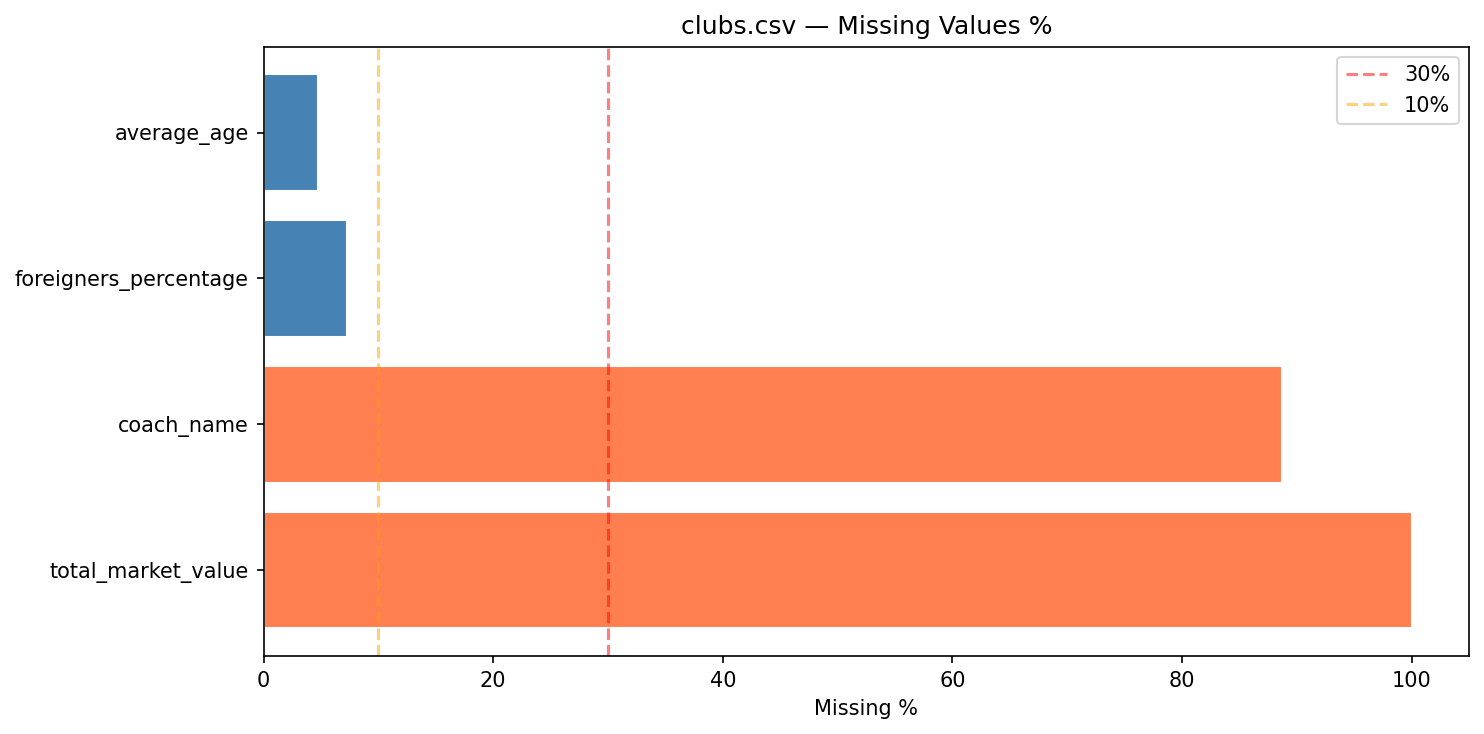 clubs.csv — Missing Values %
30%
10%
average_age
foreigners_percentage
coach_name
total_market_value
0 20 40 60 80 100
Missing %